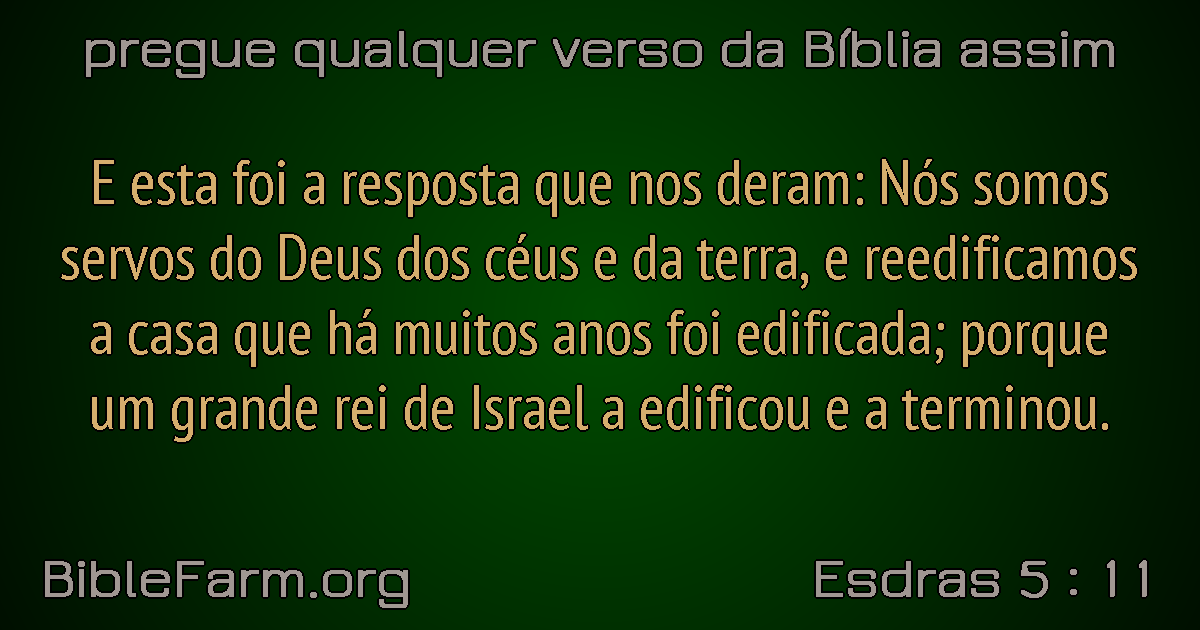 pregue qualquer verso da Bíblia assim
E esta foi a resposta que nos deram: Nós somos
servos do Deus dos céus e da terra, e reedificamos
a casa que há muitos anos foi edificada; porque
um grande rei de Israel a edificou e a terminou.
BibleFarm.org
Esdras 5 : 11